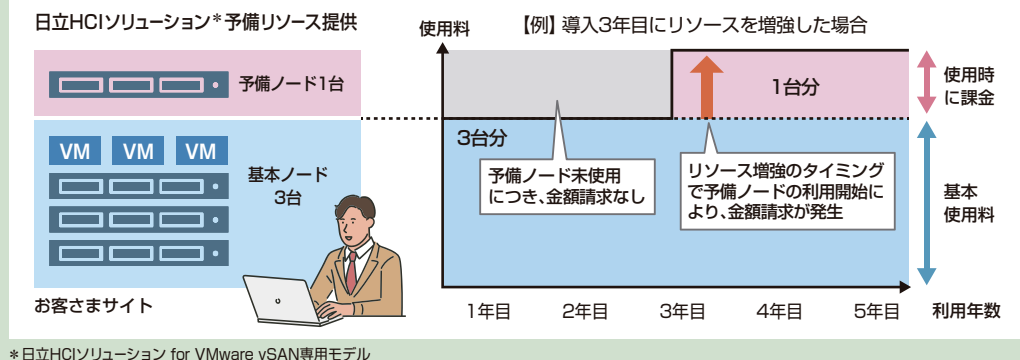 日立HCIソリューション*予備リソース提供
予備ノード1台
VM VM VM
基本ノード
3台
お客さまサイト
使用料
【例】導入3年目にリソースを増強した場合
1台分
3台分
予備ノード未使用
につき、金額請求なし
リソース増強のタイミング
で予備ノードの利用開始に
より、金額請求が発生
使用時
に課金
基本
使用料
1年目 2年目 3年目 4年目 5年目 利用年数
*日立HCIソリューション for VMware vSAN専用モデル